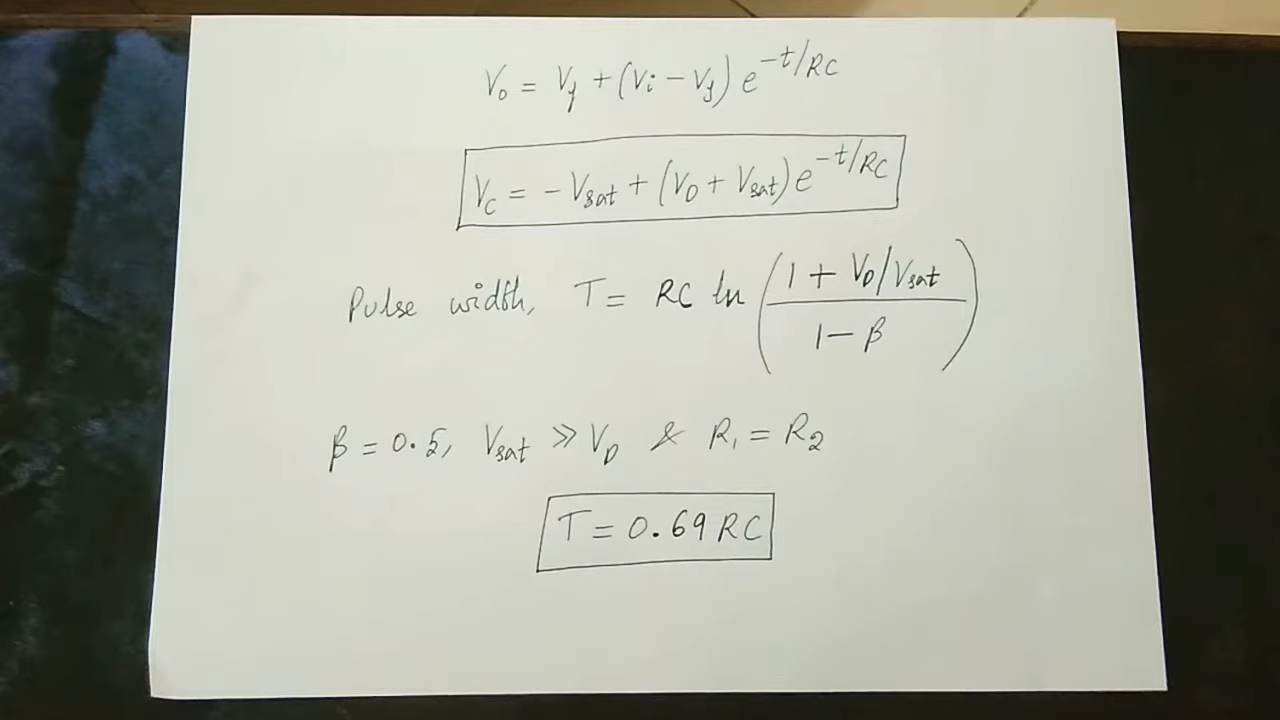 V₀ = V_f + (Vi − V_f) e^{−t/RC}
V_C = −V_sat + (V_D + V_sat) e^{−t/RC}
Pulse width, T = RC ln ((1 + V_D/V_sat)/(1 − β))
β = 0.5, V_sat ≫ V_D & R₁ = R₂
T = 0.69 RC